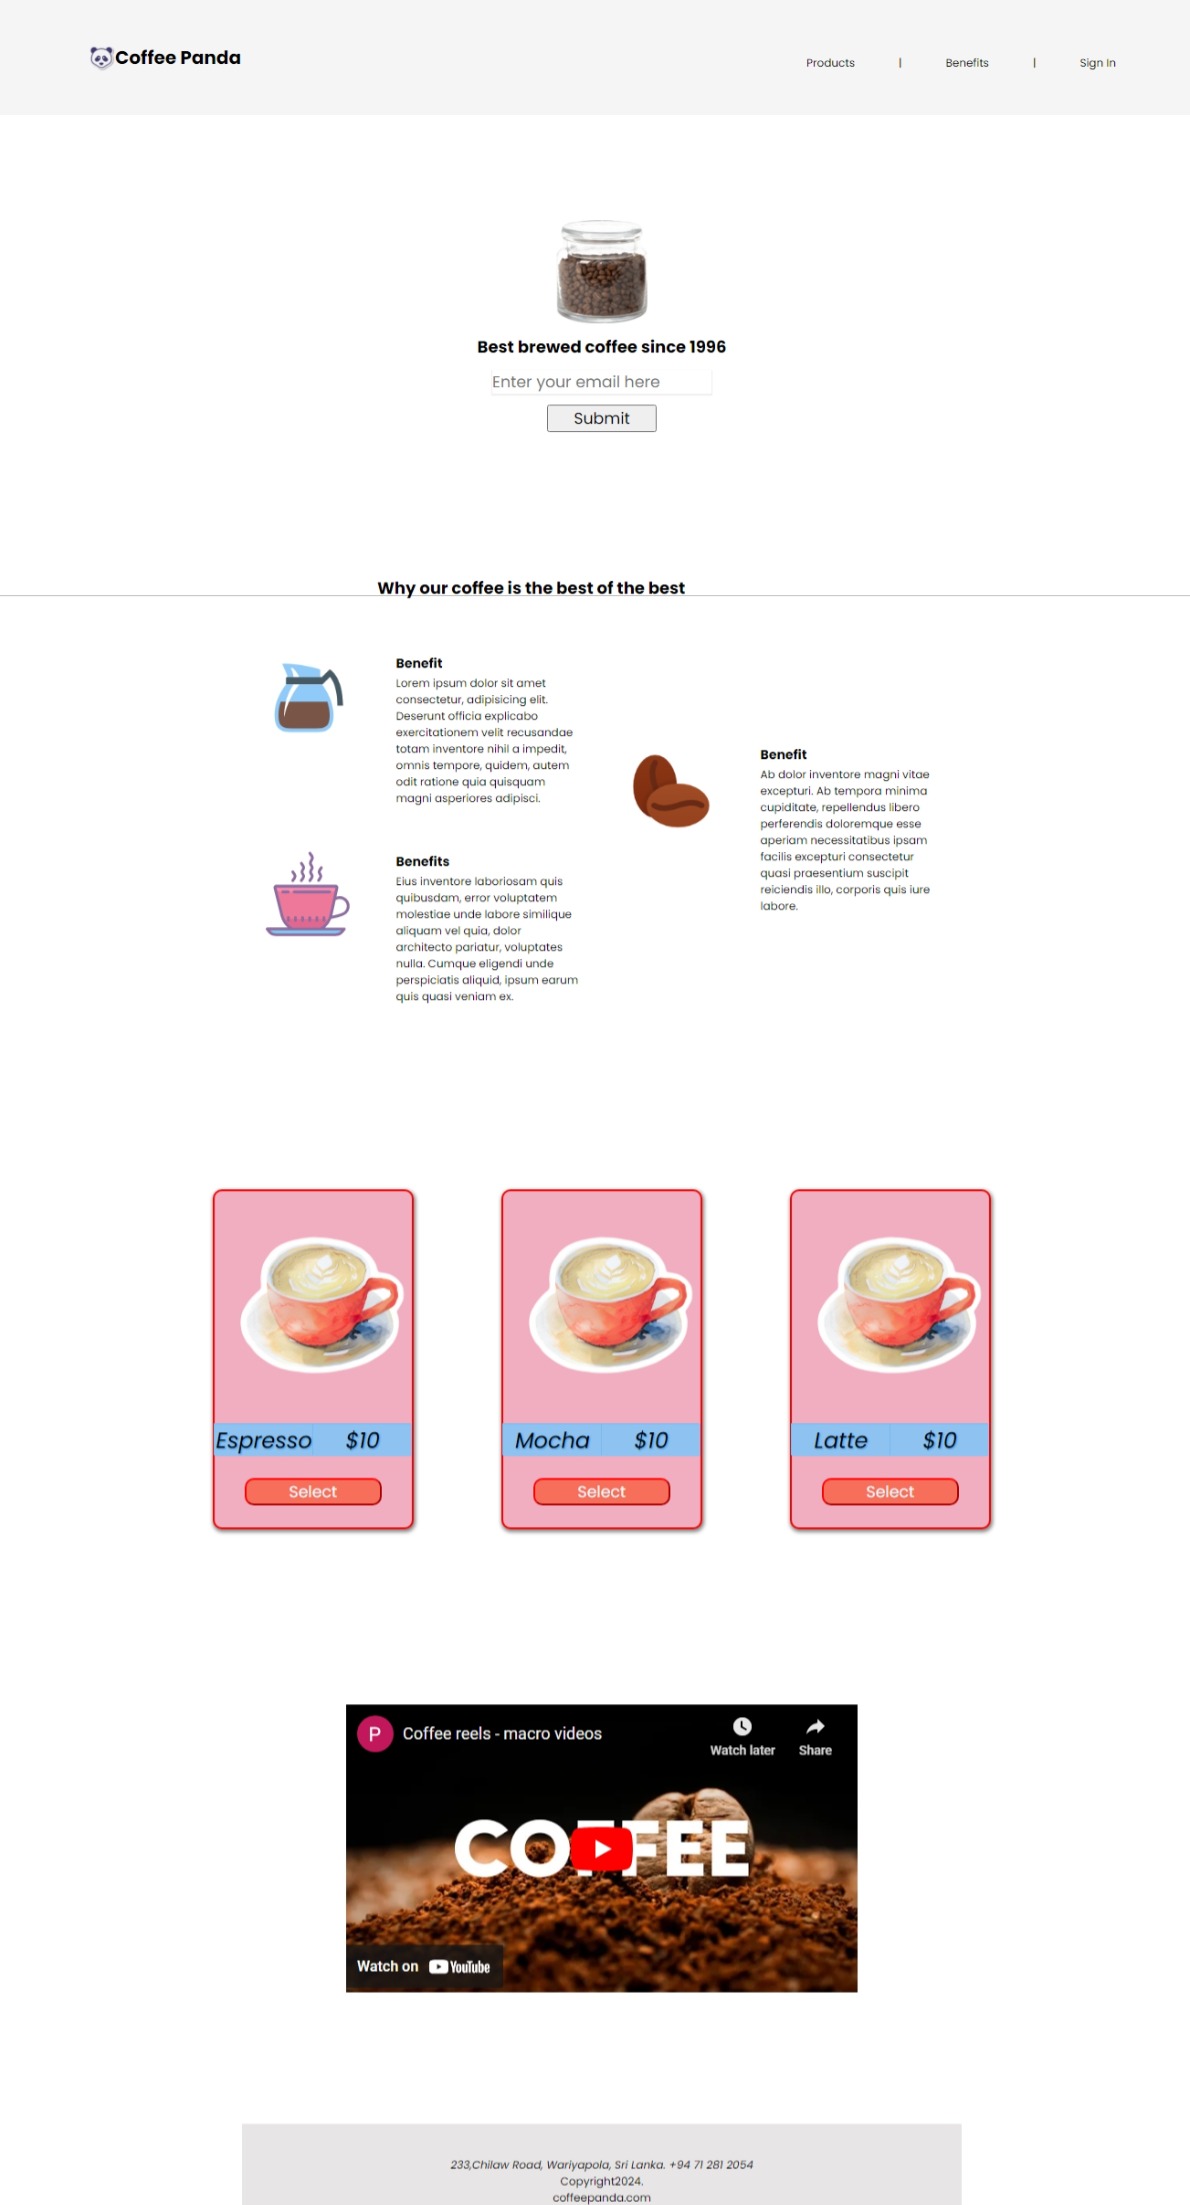 Coffee Panda
Products | Benefits | Sign In
Best brewed coffee since 1996
Enter your email here
Submit
Why our coffee is the best of the best
Benefit
Lorem ipsum dolor sit amet
consectetur, adipisicing elit.
Deserunt officia explicabo
exercitationem velit recusandae
totam inventore nihil a impedit,
omnis tempore, quidem, autem
odit ratione quia quisquam
magni asperiores adipisci.
Benefit
Ab dolor inventore magni vitae
excepturi. Ab tempora minima
cupiditate, repellendus libero
perferendis doloremque esse
aperiam necessitatibus ipsam
facilis excepturi consectetur
quasi praesentium suscipit
reiciendis illo, corporis quis iure
labore.
Benefits
Eius inventore laboriosam quis
quibusdam, error voluptatem
molestiae unde labore similique
aliquam vel quia, dolor
architecto pariatur, voluptates
nulla. Cumque eligendi unde
perspiciatis aliquid, ipsum earum
quis quasi veniam ex.
Espresso $10
Select
Mocha $10
Select
Latte $10
Select
P Coffee reels - macro videos
Watch later
Share
COFFEE
Watch on YouTube
233,Chilaw Road, Wariyapola, Sri Lanka. +94 71 281 2054
Copyright2024.
coffeepanda.com